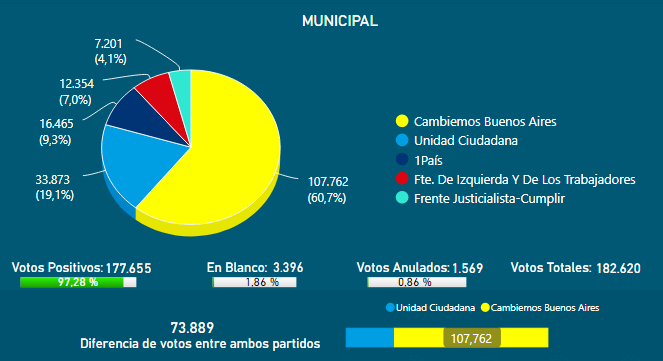 MUNICIPAL
7.201
(4,1%)
12.354
(7,0%)
16.465
(9,3%)
33.873
(19,1%)
107.762
(60,7%)
Cambiemos Buenos Aires
Unidad Ciudadana
1País
Fte. De Izquierda Y De Los Trabajadores
Frente Justicialista-Cumplir
Votos Positivos: 177.655
97,28 %
En Blanco: 3.396
1,86 %
Votos Anulados: 1.569
0,86 %
Votos Totales: 182.620
Unidad Ciudadana Cambiemos Buenos Aires
73.889
Diferencia de votos entre ambos partidos
107,762